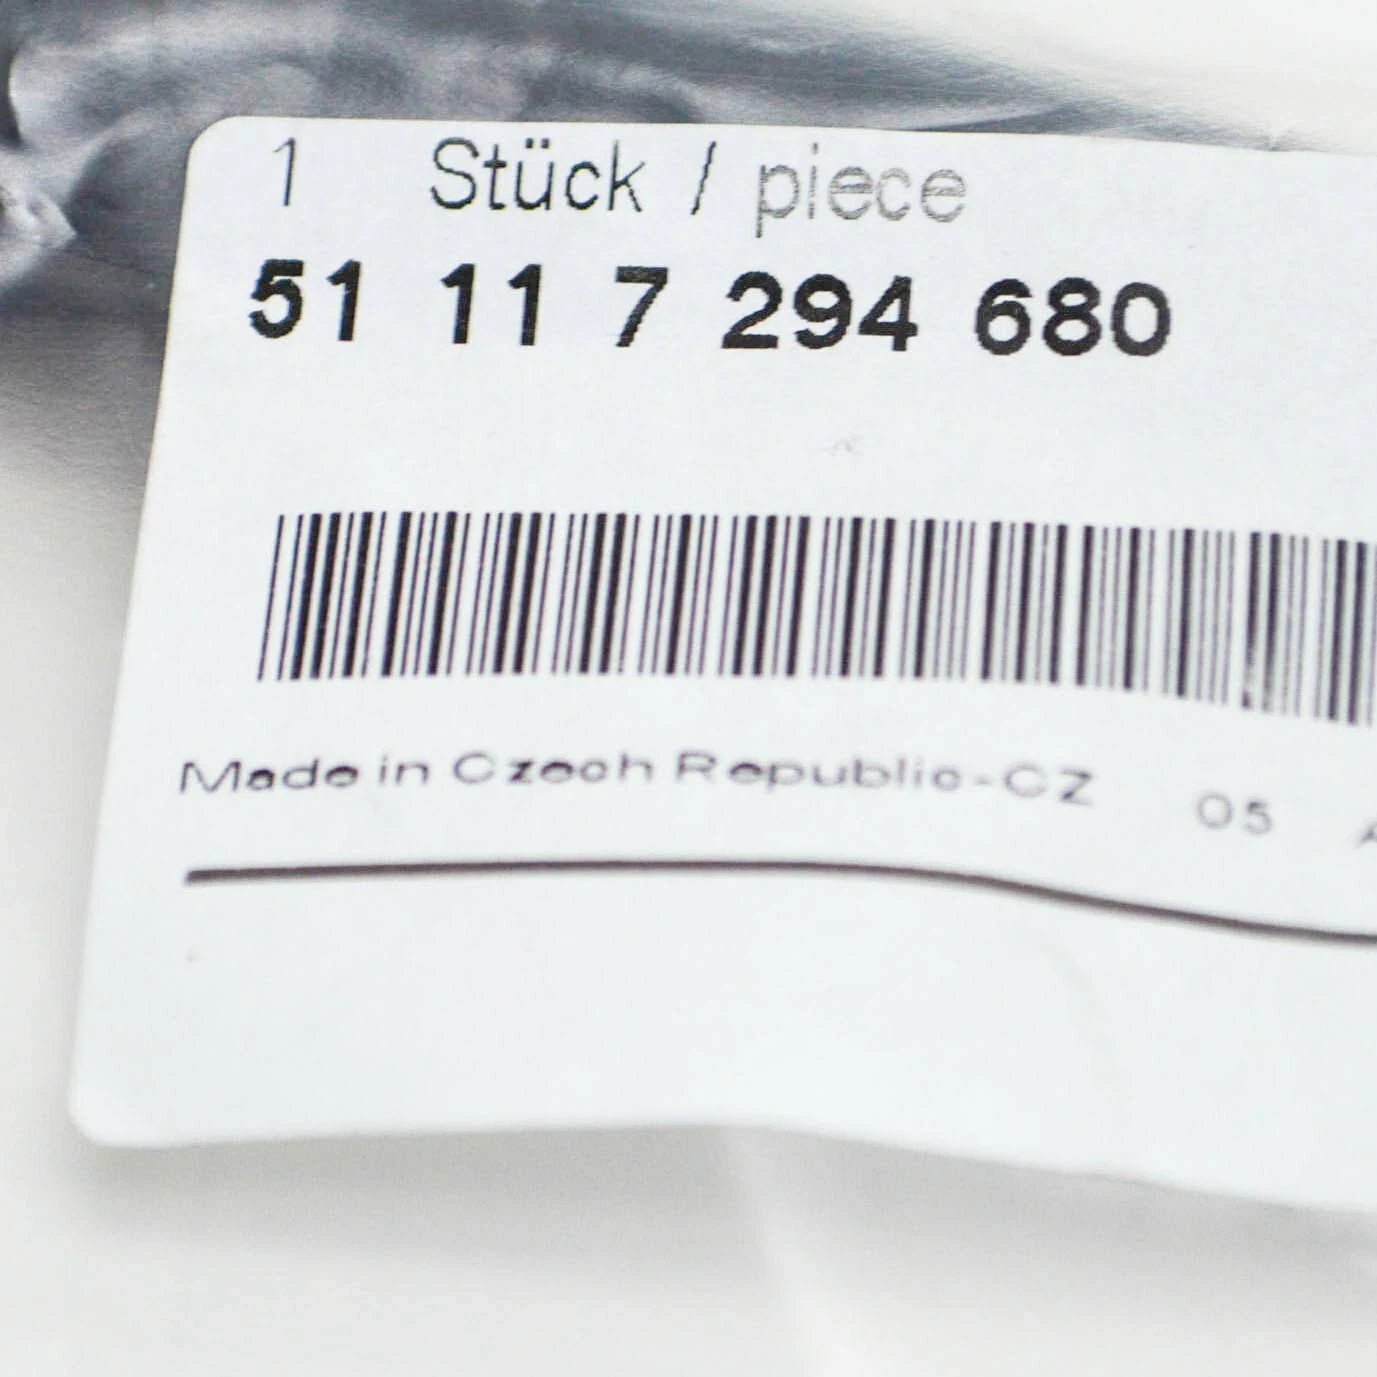 1 Stück / piece
51 11 7 294 680
Made in Czech Republic-CZ 05 A